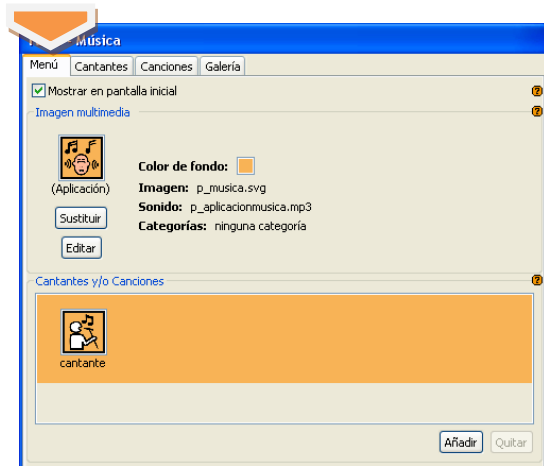 Música
Menú Cantantes Canciones Galería
Mostrar en pantalla inicial
Imagen multimedia
(Aplicación)
Color de fondo:
Imagen: p_musica.svg
Sonido: p_aplicacionmusica.mp3
Categorías: ninguna categoría
Sustituir
Editar
Cantantes y/o Canciones
cantante
Añadir Quitar